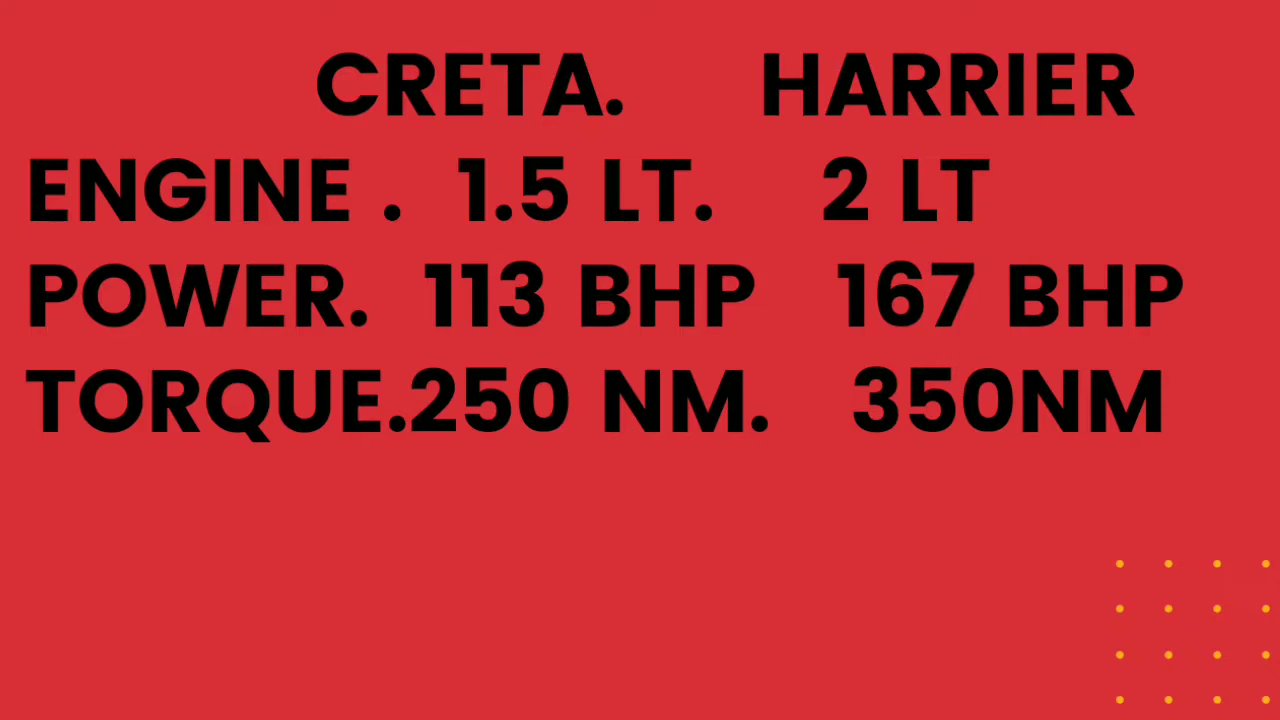 CRETA. HARRIER
ENGINE . 1.5 LT. 2 LT
POWER. 113 BHP 167 BHP
TORQUE.250 NM. 350NM